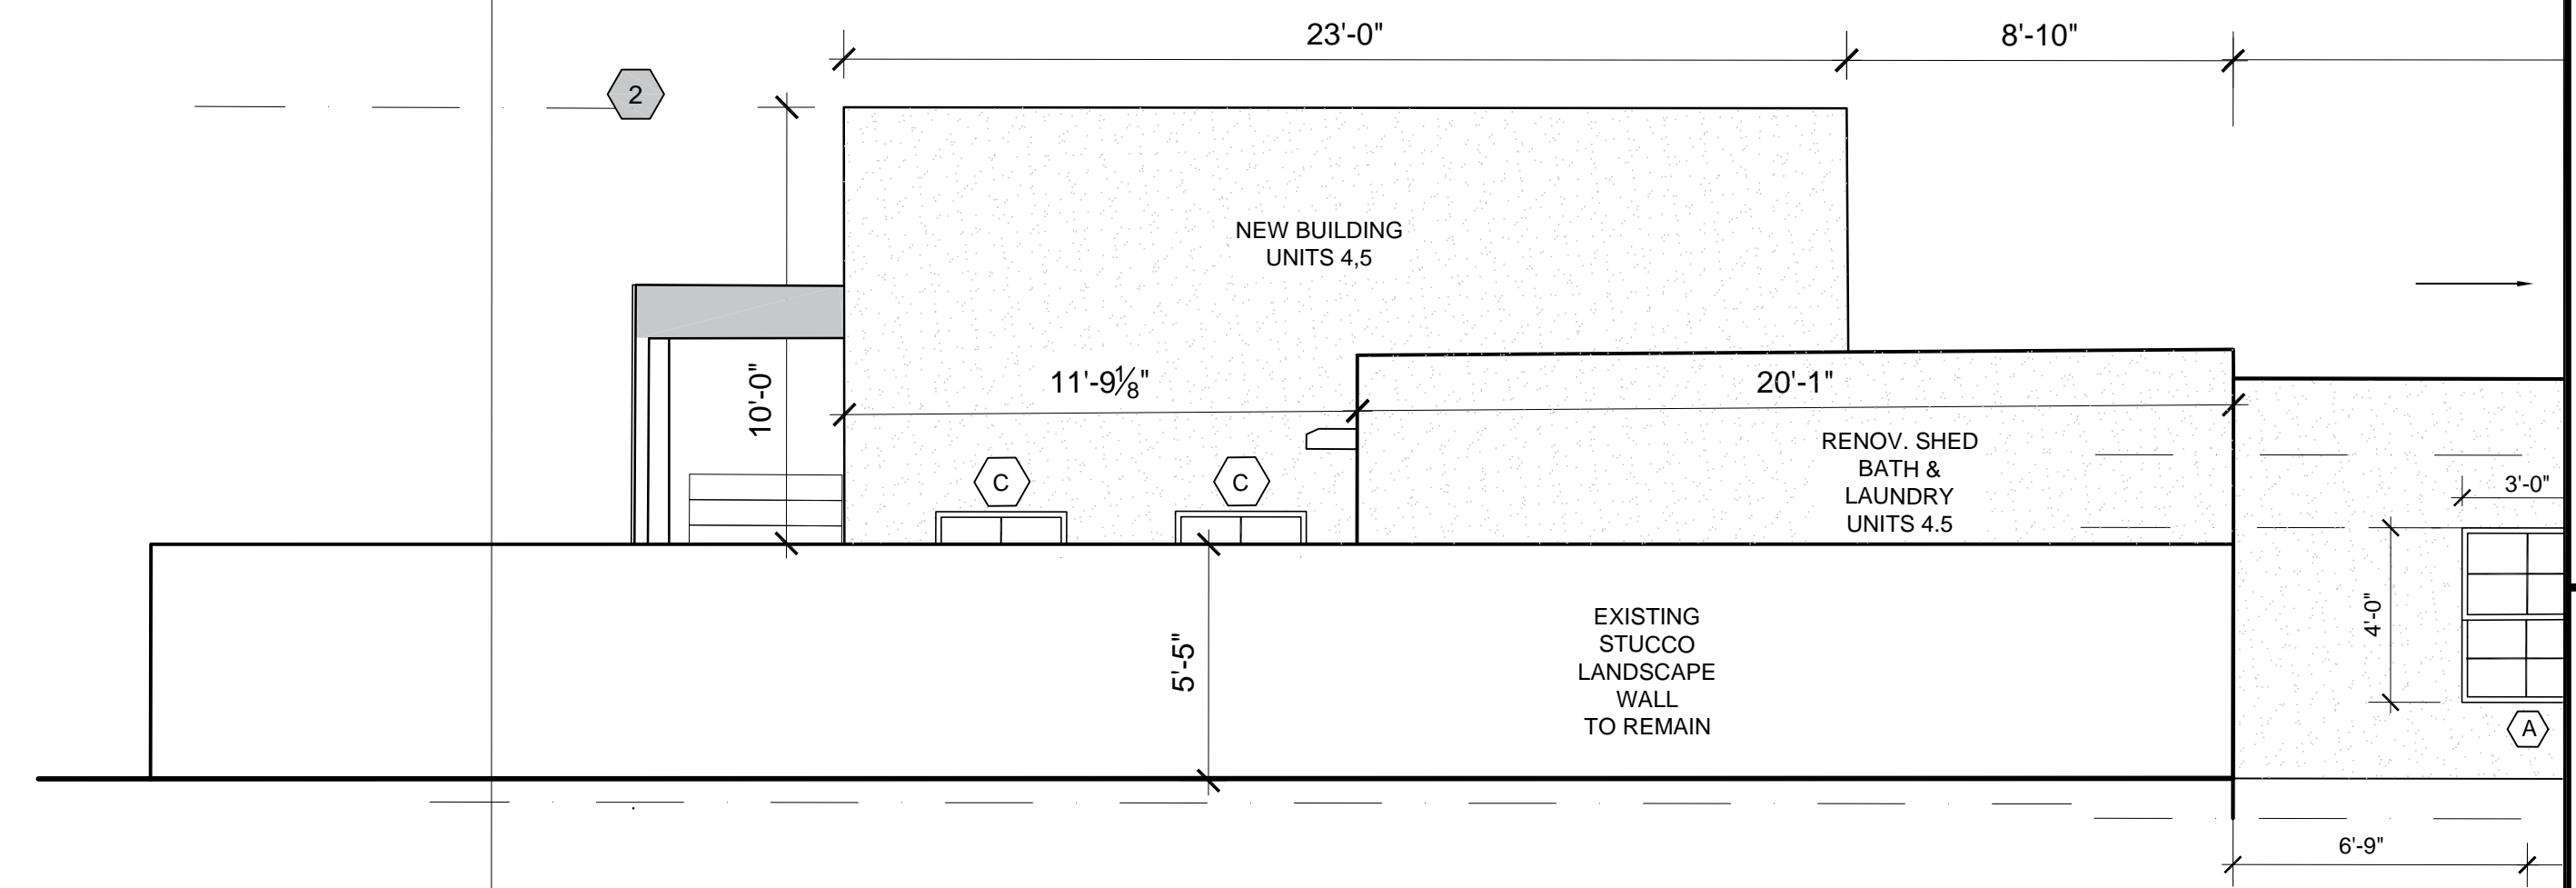 23'-0"
8'-10"
2
NEW BUILDING
UNITS 4,5
10'-0"
11'-9⅛"
20'-1"
RENOV. SHED
BATH &
LAUNDRY
UNITS 4.5
C
C
3'-0"
4'-0"
5'-5"
EXISTING
STUCCO
LANDSCAPE
WALL
TO REMAIN
A
6'-9"